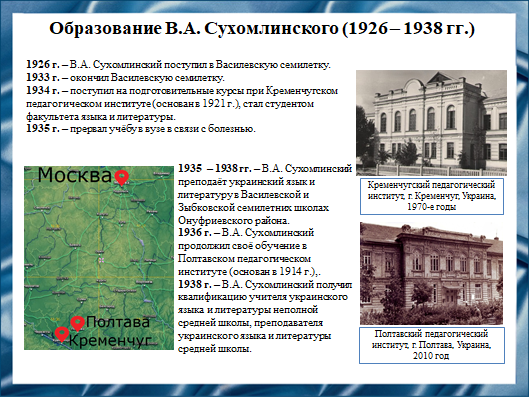 Образование В.А. Сухомлинского (1926 – 1938 гг.)
1926 г. – В.А. Сухомлинский поступил в Василевскую семилетку.
1933 г. – окончил Василевскую семилетку.
1934 г. – поступил на подготовительные курсы при Кременчугском
педагогическом институте (основан в 1921 г.), стал студентом
факультета языка и литературы.
1935 г. – прервал учёбу в вузе в связи с болезнью.
Кременчугский педагогический
институт, г. Кременчуг, Украина,
1970-е годы
Москва
Полтава
Кременчуг
1935 – 1938 гг. – В.А. Сухомлинский
преподаёт украинский язык и
литературу в Василевской и
Зыбковской семилетних школах
Онуфриевского района.
1936 г. – В.А. Сухомлинский
продолжил своё обучение в
Полтавском педагогическом
институте (основан в 1914 г.),.
1938 г. – В.А. Сухомлинский получил
квалификацию учителя украинского
языка и литературы неполной
средней школы, преподавателя
украинского языка и литературы
средней школы.
Полтавский педагогический
институт, г. Полтава, Украина,
2010 год